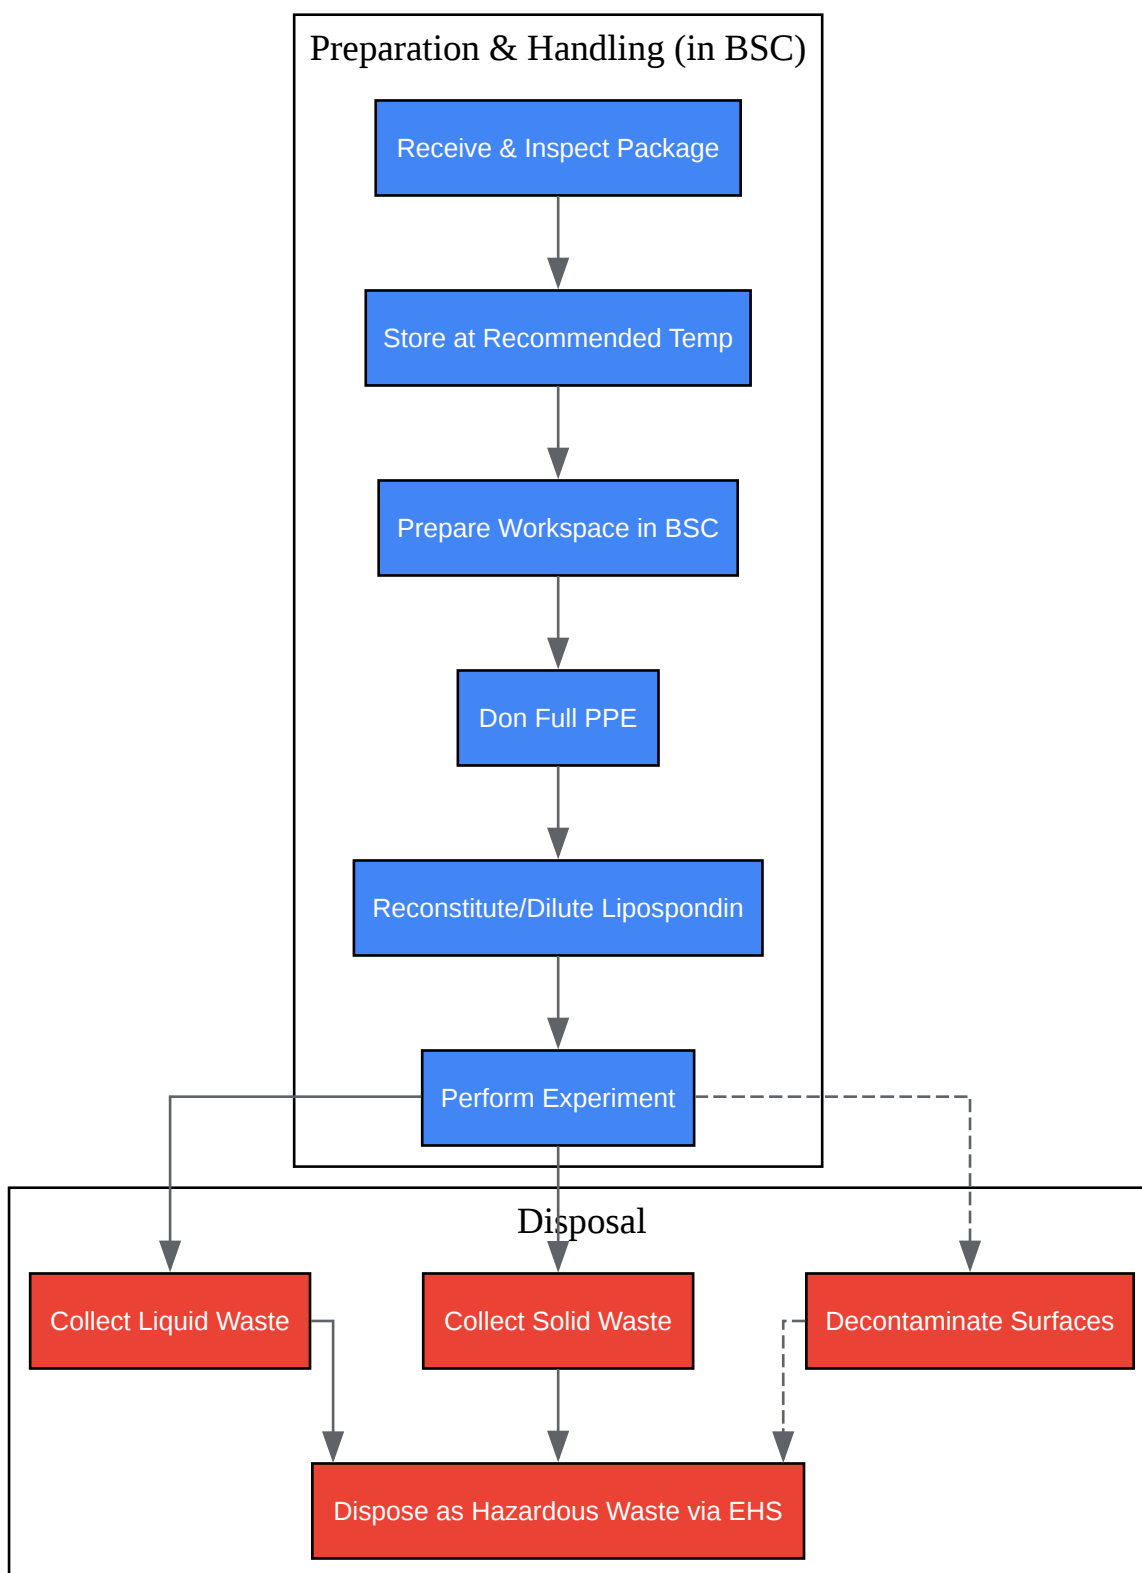 Preparation & Handling (in BSC)
Receive & Inspect Package
Store at Recommended Temp
Prepare Workspace in BSC
Don Full PPE
Reconstitute/Dilute Lipospondin
Perform Experiment
Disposal
Collect Liquid Waste
Collect Solid Waste
Decontaminate Surfaces
Dispose as Hazardous Waste via EHS